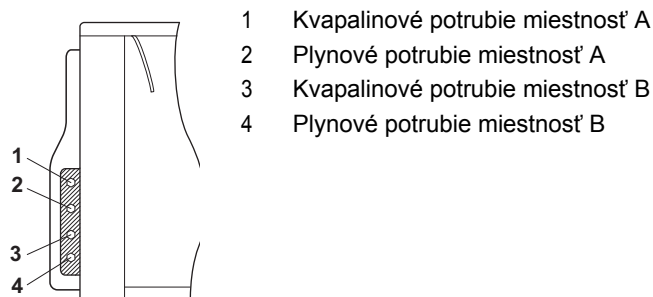 1 Kvapalinové potrubie miestnosť A
2 Plynové potrubie miestnosť A
3 Kvapalinové potrubie miestnosť B
4 Plynové potrubie miestnosť B
1
2
3
4